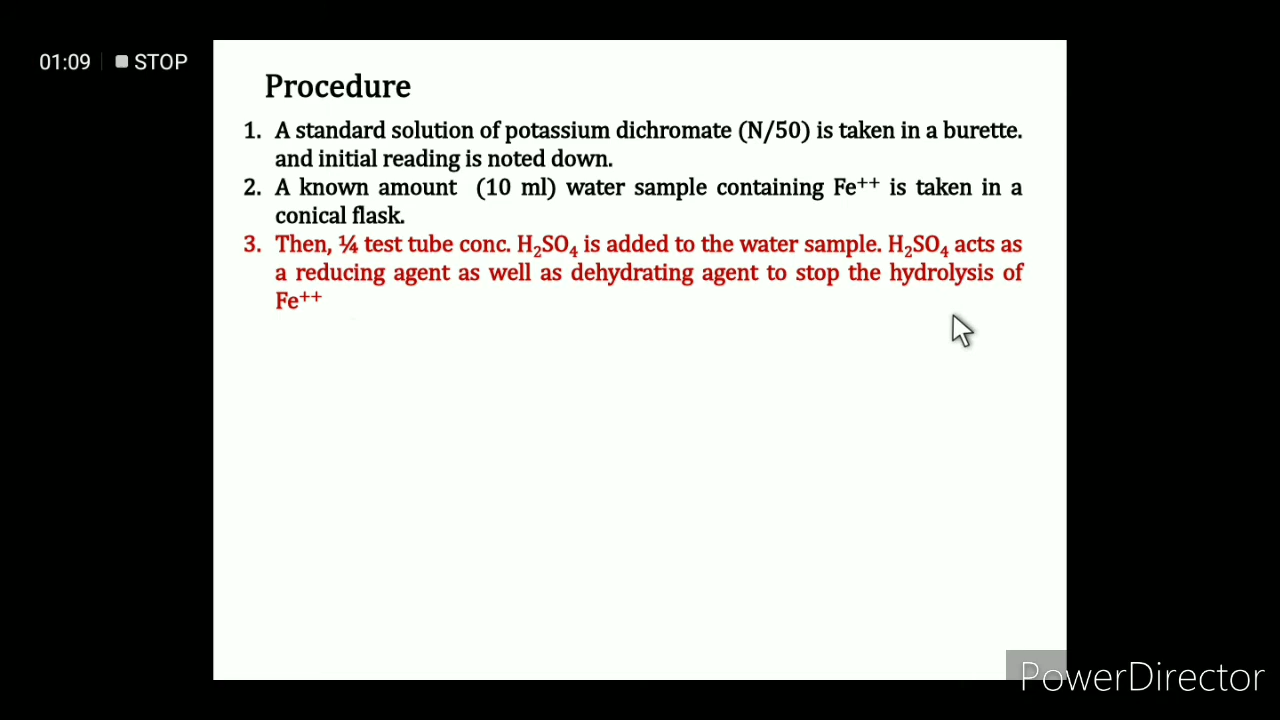 01:09 STOP
Procedure
1. A standard solution of potassium dichromate (N/50) is taken in a burette.
and initial reading is noted down.
2. A known amount (10 ml) water sample containing Fe⁺⁺ is taken in a
conical flask.
3. Then, ¼ test tube conc. H₂SO₄ is added to the water sample. H₂SO₄ acts as
a reducing agent as well as dehydrating agent to stop the hydrolysis of
Fe⁺⁺
PowerDirector